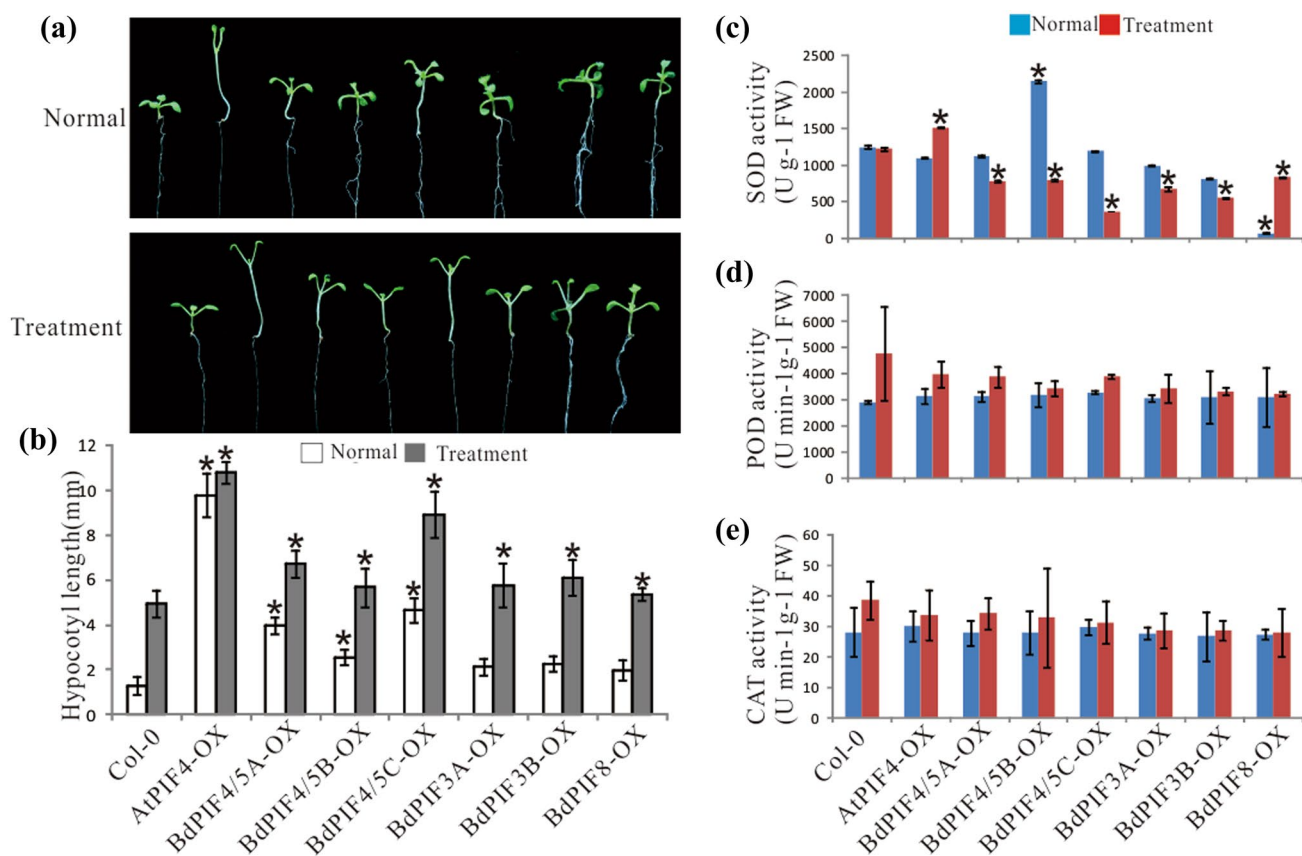 (a)
Normal
Treatment
(b)
Normal Treatment
Hypocotyl length(mm)
12
10
8
6
4
2
0
Col-0
AtPIF4-OX
BdPIF4/5A-OX
BdPIF4/5B-OX
BdPIF4/5C-OX
BdPIF3A-OX
BdPIF3B-OX
BdPIF8-OX
* * * * * * * * * * *
(c)
Normal Treatment
SOD activity
(U g-1 FW)
2500
2000
1500
1000
500
0
* * * * * * * * *
(d)
POD activity
(U min-1g-1 FW)
7000
6000
5000
4000
3000
2000
1000
0
(e)
CAT activity
(U min-1g-1 FW)
60
50
40
30
20
10
0
Col-0
AtPIF4-OX
BdPIF4/5A-OX
BdPIF4/5B-OX
BdPIF4/5C-OX
BdPIF3A-OX
BdPIF3B-OX
BdPIF8-OX